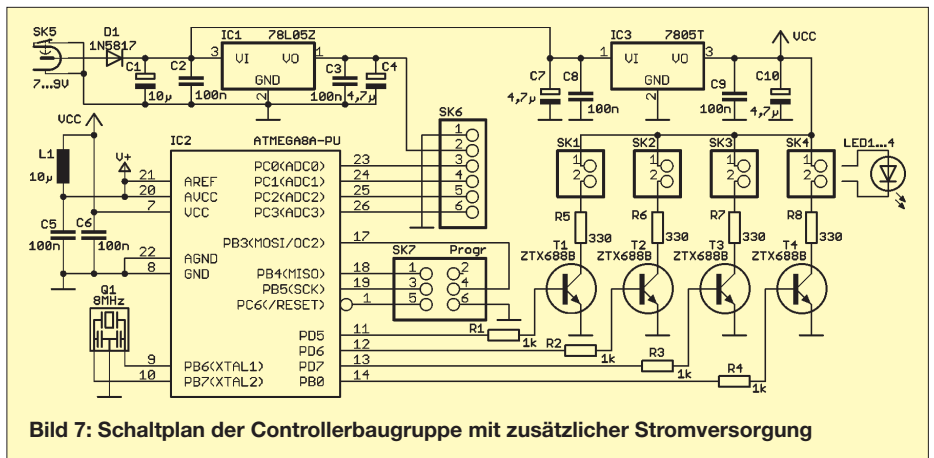 SK5
D1
1N5817
7...9V
C1
10µ
C2
100n
IC1 78L05Z
3 VI VO 1
GND
2
C3
100n
C4
4,7µ
IC3 7805T
1 VI VO 3
GND
2
VCC
C7
4,7µ
C8
100n
C9
100n
C10
4,7µ
SK6
1
2
3
4
5
6
VCC
L1
10µ
V+
C5
100n
C6
100n
IC2 ATMEGA8A-PU
21 AREF
20 AVCC
7 VCC
22 AGND
8 GND
9 PB6(XTAL1)
10 PB7(XTAL2)
PC0(ADC0) 23
PC1(ADC1) 24
PC2(ADC2) 25
PC3(ADC3) 26
PB3(MOSI/OC2) 17
PB4(MISO) 18
PB5(SCK) 19
PC6(/RESET) 1
PD5 11
PD6 12
PD7 13
PB0 14
Q1
8MHz
SK7 Progr
1 2
3 4
5 6
SK1
1
2
SK2
1
2
SK3
1
2
SK4
1
2
LED1...4
R5
330
R6
330
R7
330
R8
330
T1
ZTX688B
T2
ZTX688B
T3
ZTX688B
T4
ZTX688B
R1
1k
R2
1k
R3
1k
R4
1k
Bild 7: Schaltplan der Controllerbaugruppe mit zusätzlicher Stromversorgung